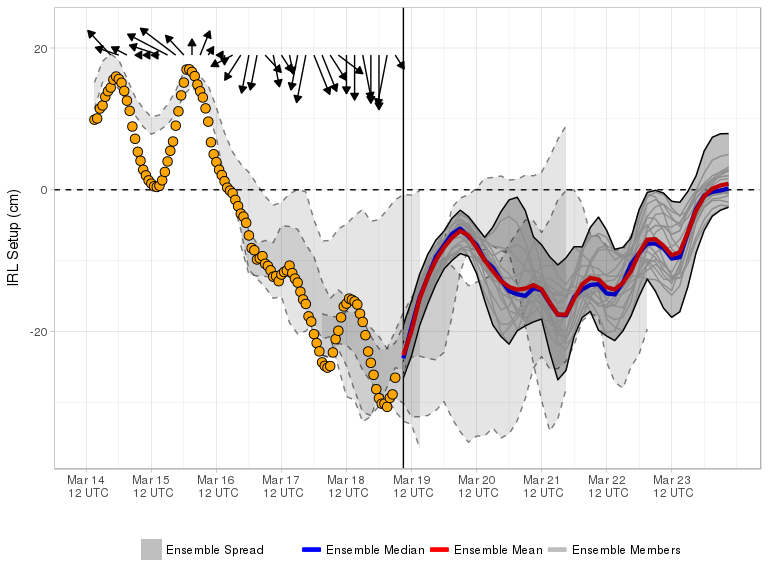 IRL Setup (cm)
20
0
-20
Mar 14 Mar 15 Mar 16 Mar 17 Mar 18 Mar 19 Mar 20 Mar 21 Mar 22 Mar 23
12 UTC 12 UTC 12 UTC 12 UTC 12 UTC 12 UTC 12 UTC 12 UTC 12 UTC 12 UTC
Ensemble Spread Ensemble Median Ensemble Mean Ensemble Members